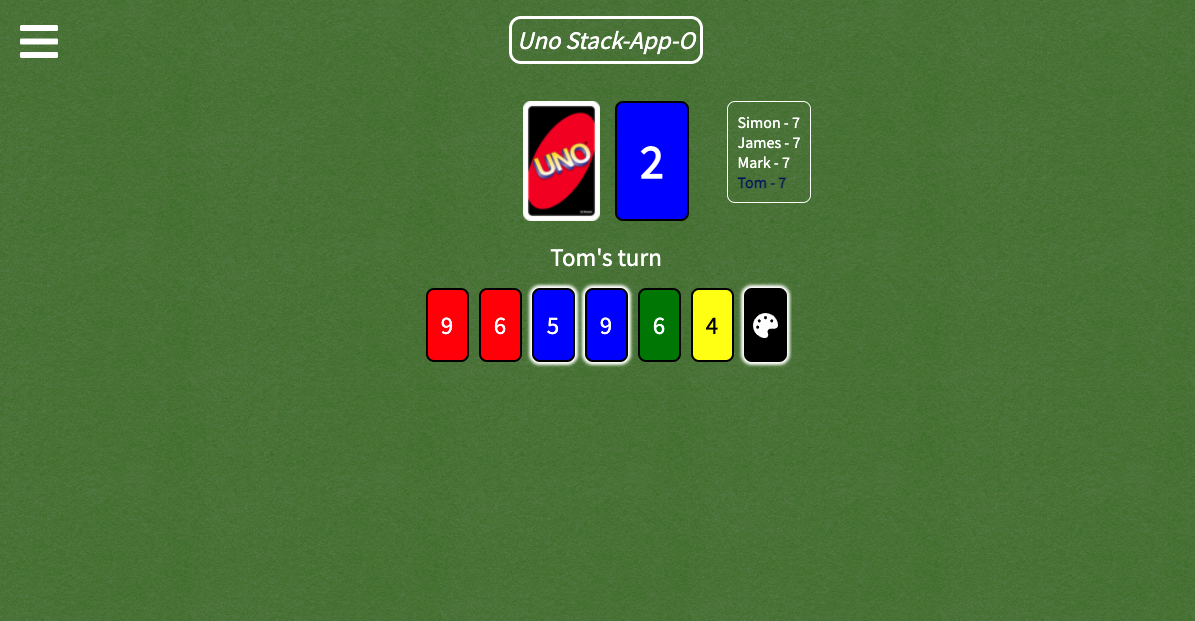 Uno Stack-App-O
UNO
2
Simon - 7
James - 7
Mark - 7
Tom - 7
Tom's turn
9 6 5 9 6 4